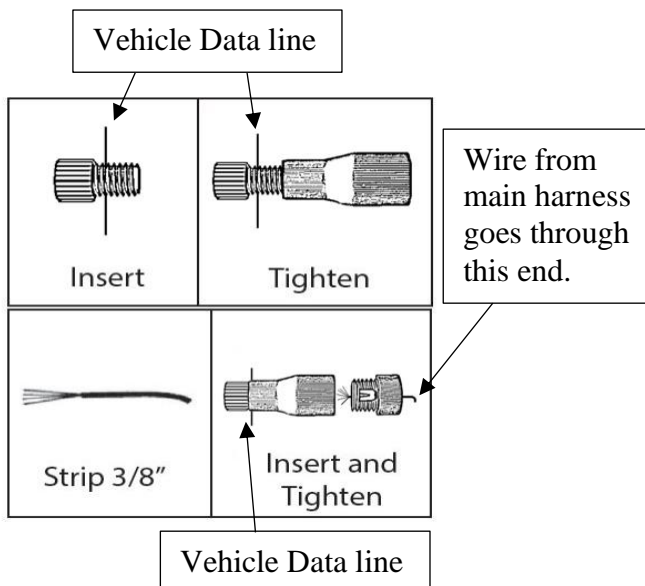 Vehicle Data line
Insert
Tighten
Wire from
main harness
goes through
this end.
Strip 3/8"
Insert and
Tighten
Vehicle Data line